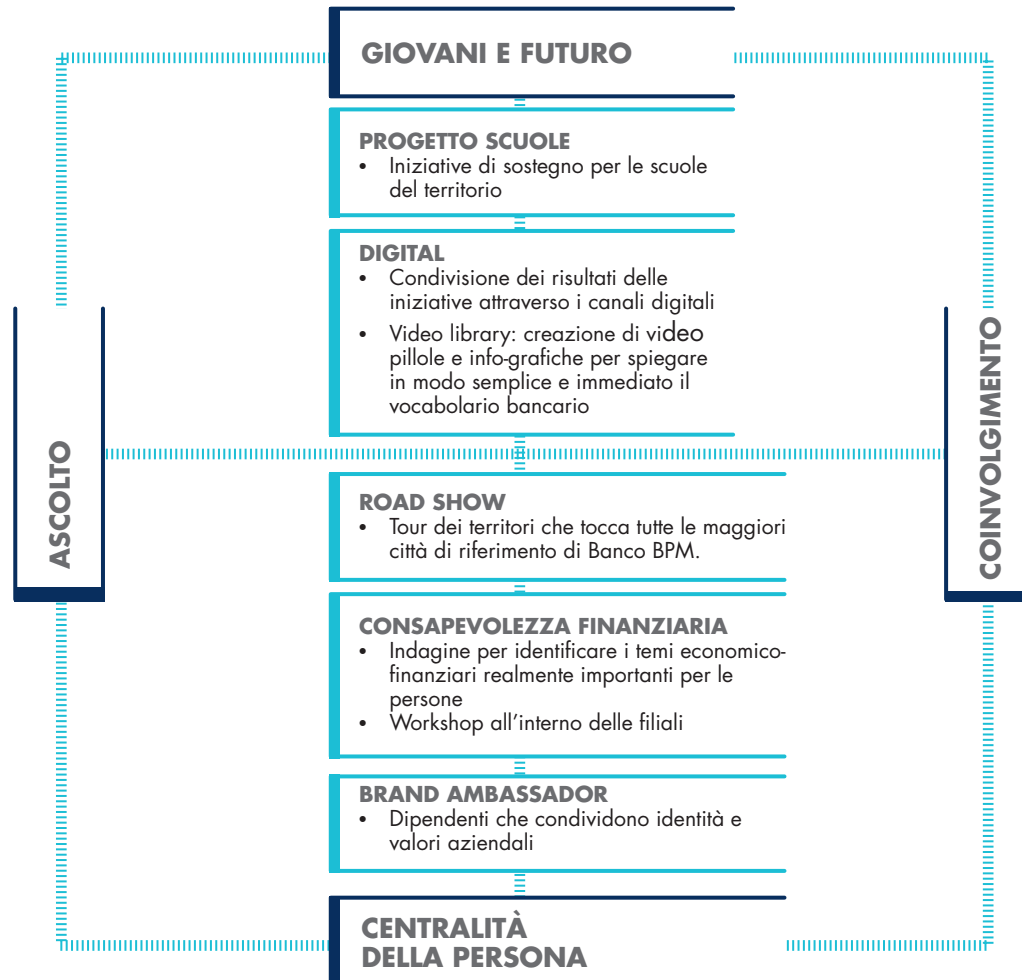 GIOVANI E FUTURO
PROGETTO SCUOLE
• Iniziative di sostegno per le scuole
del territorio
DIGITAL
• Condivisione dei risultati delle
iniziative attraverso i canali digitali
• Video library: creazione di video
pillole e info-grafiche per spiegare
in modo semplice e immediato il
vocabolario bancario
ASCOLTO
COINVOLGIMENTO
ROAD SHOW
• Tour dei territori che tocca tutte le maggiori
città di riferimento di Banco BPM.
CONSAPEVOLEZZA FINANZIARIA
• Indagine per identificare i temi economico-
finanziari realmente importanti per le
persone
• Workshop all’interno delle filiali
BRAND AMBASSADOR
• Dipendenti che condividono identità e
valori aziendali
CENTRALITÀ
DELLA PERSONA